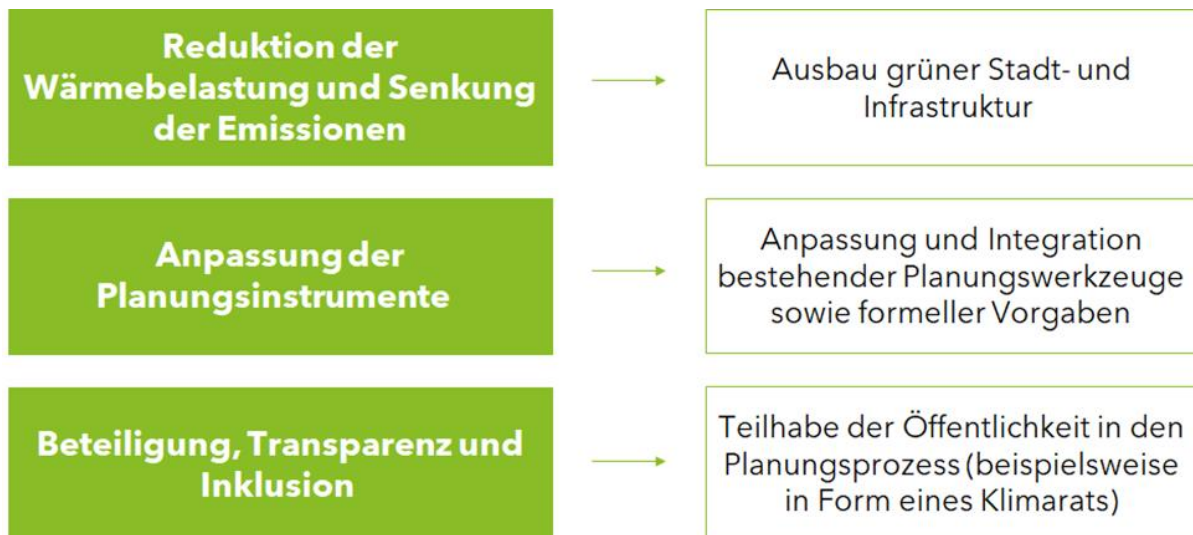 Reduktion der
Wärmebelastung und Senkung
der Emissionen
Ausbau grüner Stadt- und
Infrastruktur
Anpassung der
Planungsinstrumente
Anpassung und Integration
bestehender Planungswerkzeuge
sowie formeller Vorgaben
Beteiligung, Transparenz und
Inklusion
Teilhabe der Öffentlichkeit in den
Planungsprozess (beispielsweise
in Form eines Klimarats)